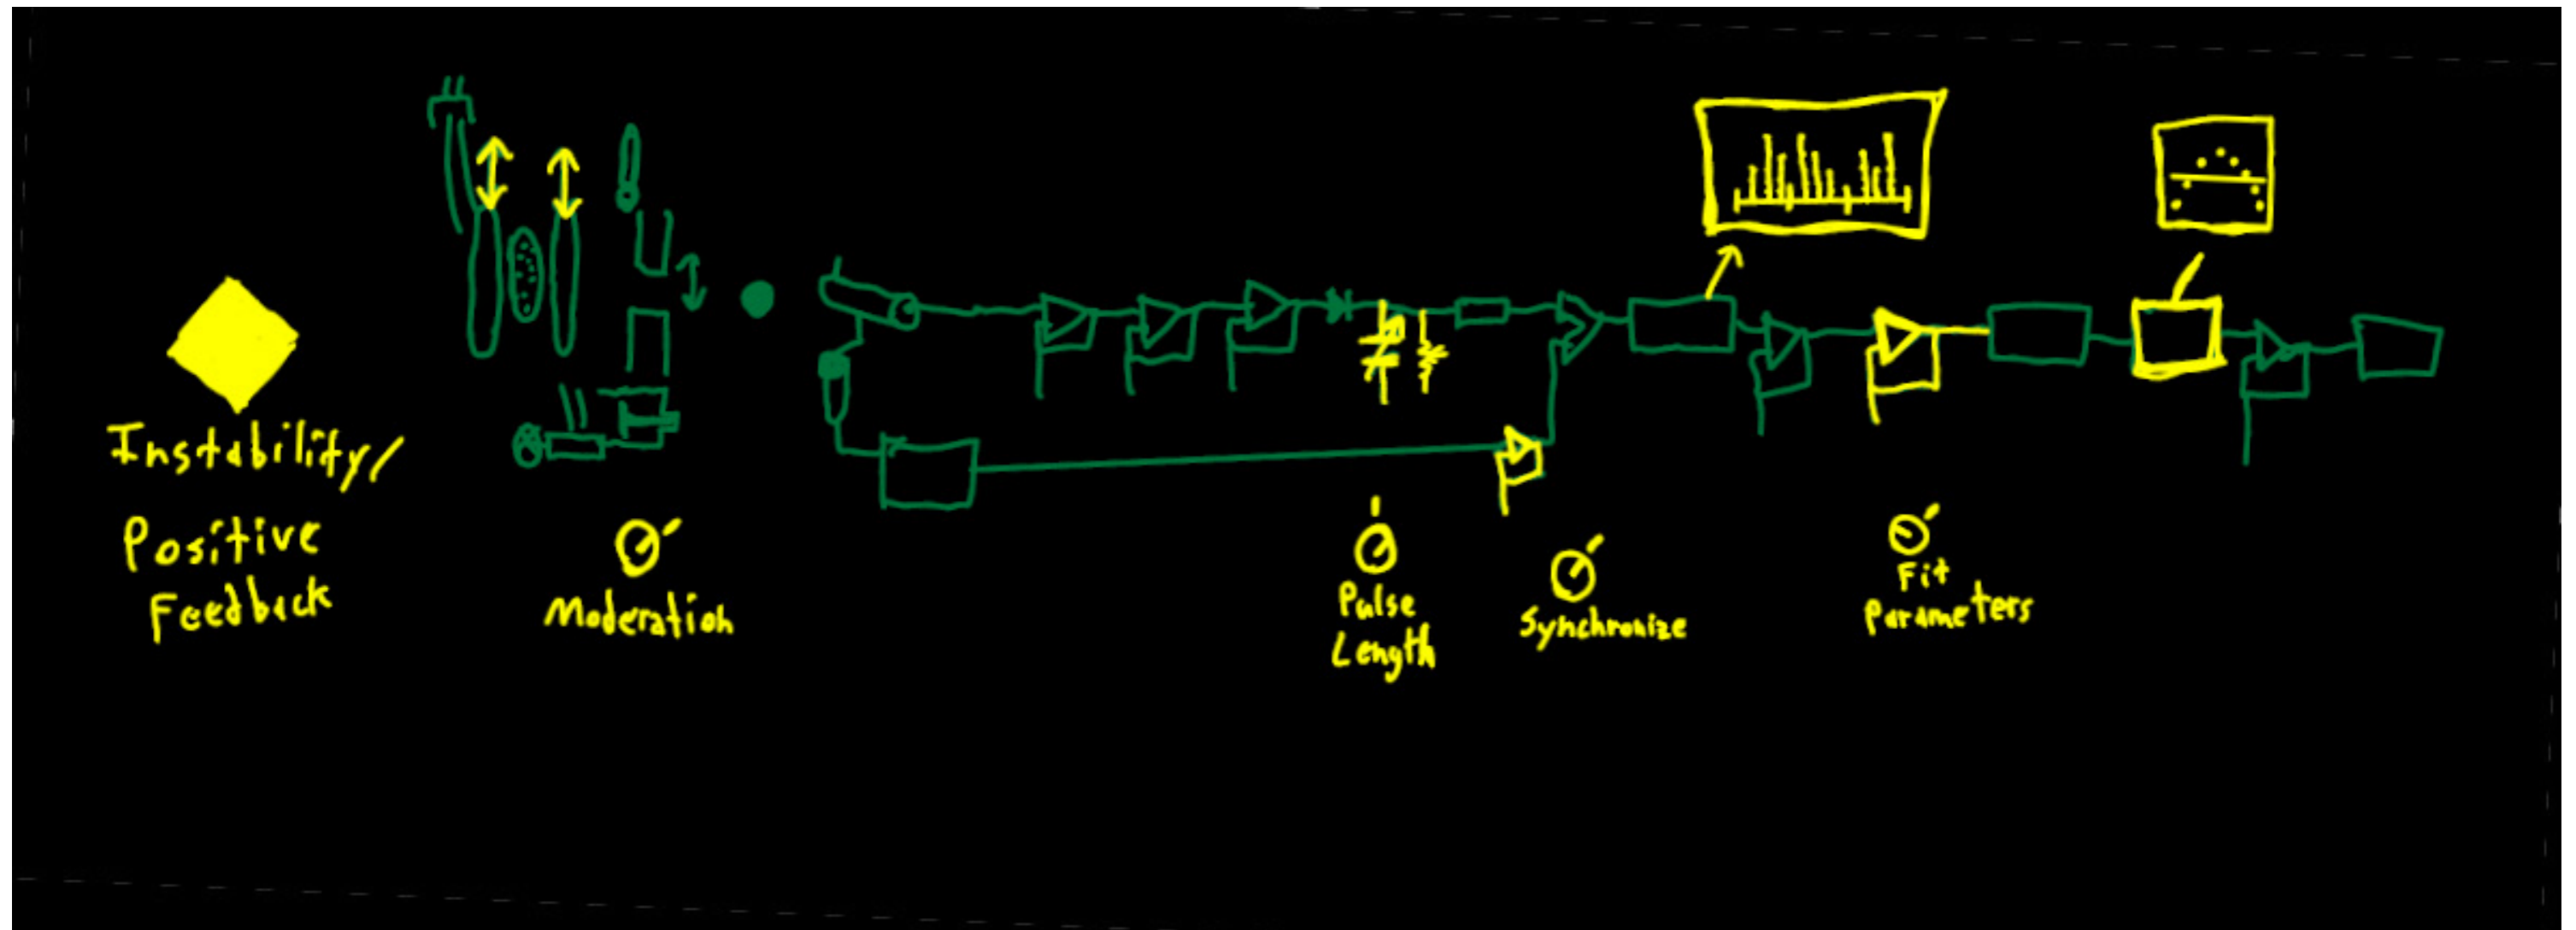 Instability/
Positive
Feedback
Moderation
Pulse
Length
Synchronize
Fit
Parameters